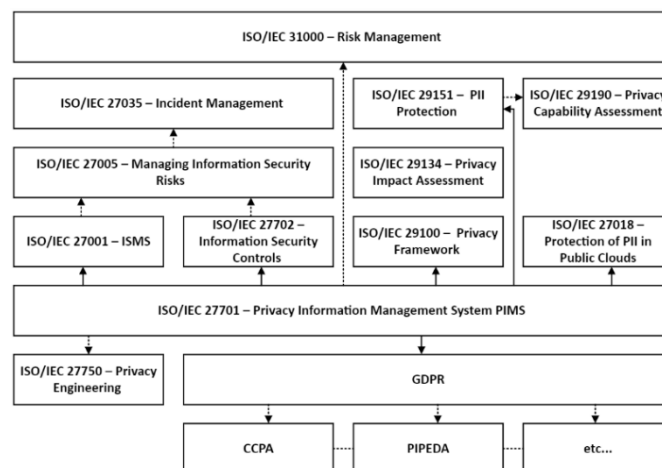 ISO/IEC 31000 – Risk Management
ISO/IEC 27035 – Incident Management
ISO/IEC 29151 – PII
Protection
ISO/IEC 29190 – Privacy
Capability Assessment
ISO/IEC 27005 – Managing Information Security
Risks
ISO/IEC 29134 – Privacy
Impact Assessment
ISO/IEC 27001 – ISMS
ISO/IEC 27702 –
Information Security
Controls
ISO/IEC 29100 – Privacy
Framework
ISO/IEC 27018 –
Protection of PII in
Public Clouds
ISO/IEC 27701 – Privacy Information Management System PIMS
ISO/IEC 27750 – Privacy
Engineering
GDPR
CCPA
PIPEDA
etc...